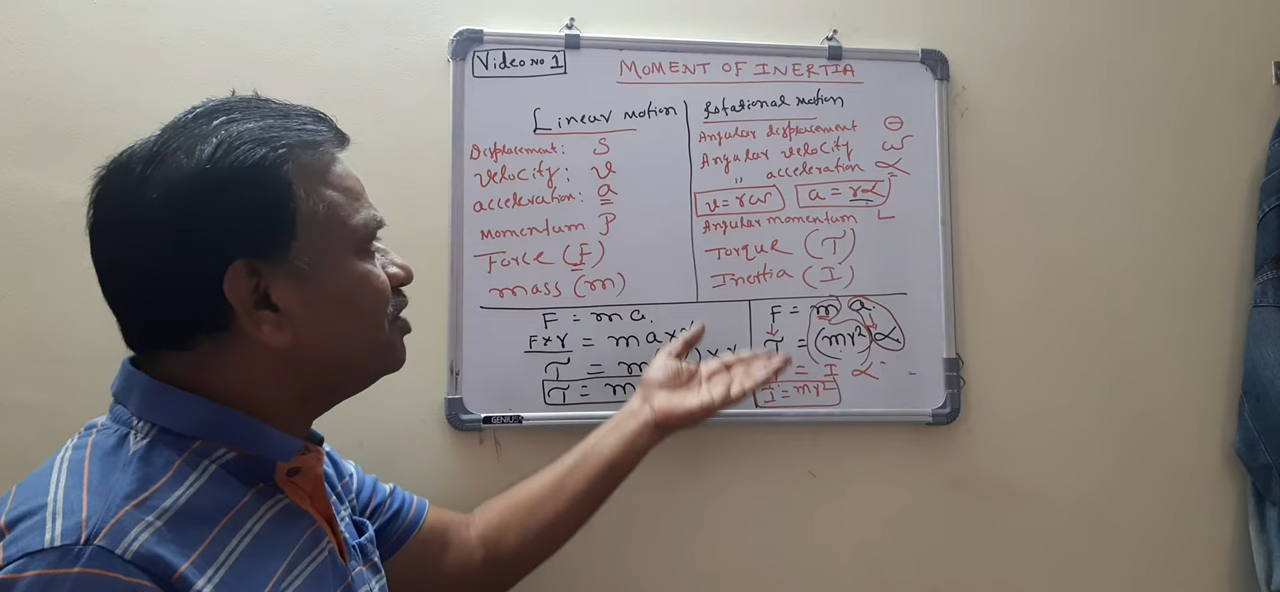 Video No 1
MOMENT OF INERTIA
Linear motion
Displacement: S
Velocity: v
acceleration: a
Momentum P
Force (F)
mass (m)
Rotational motion
Angular displacement θ
Angular velocity ω
" acceleration α
v = rω a = rα
Angular momentum L
Torque (τ)
Inertia (I)
F = ma.
F×r = ma×r
τ = m ) × r
τ = m
F = m a.
τ = (mr²) α
τ = I α
I = mr²
GENIUS